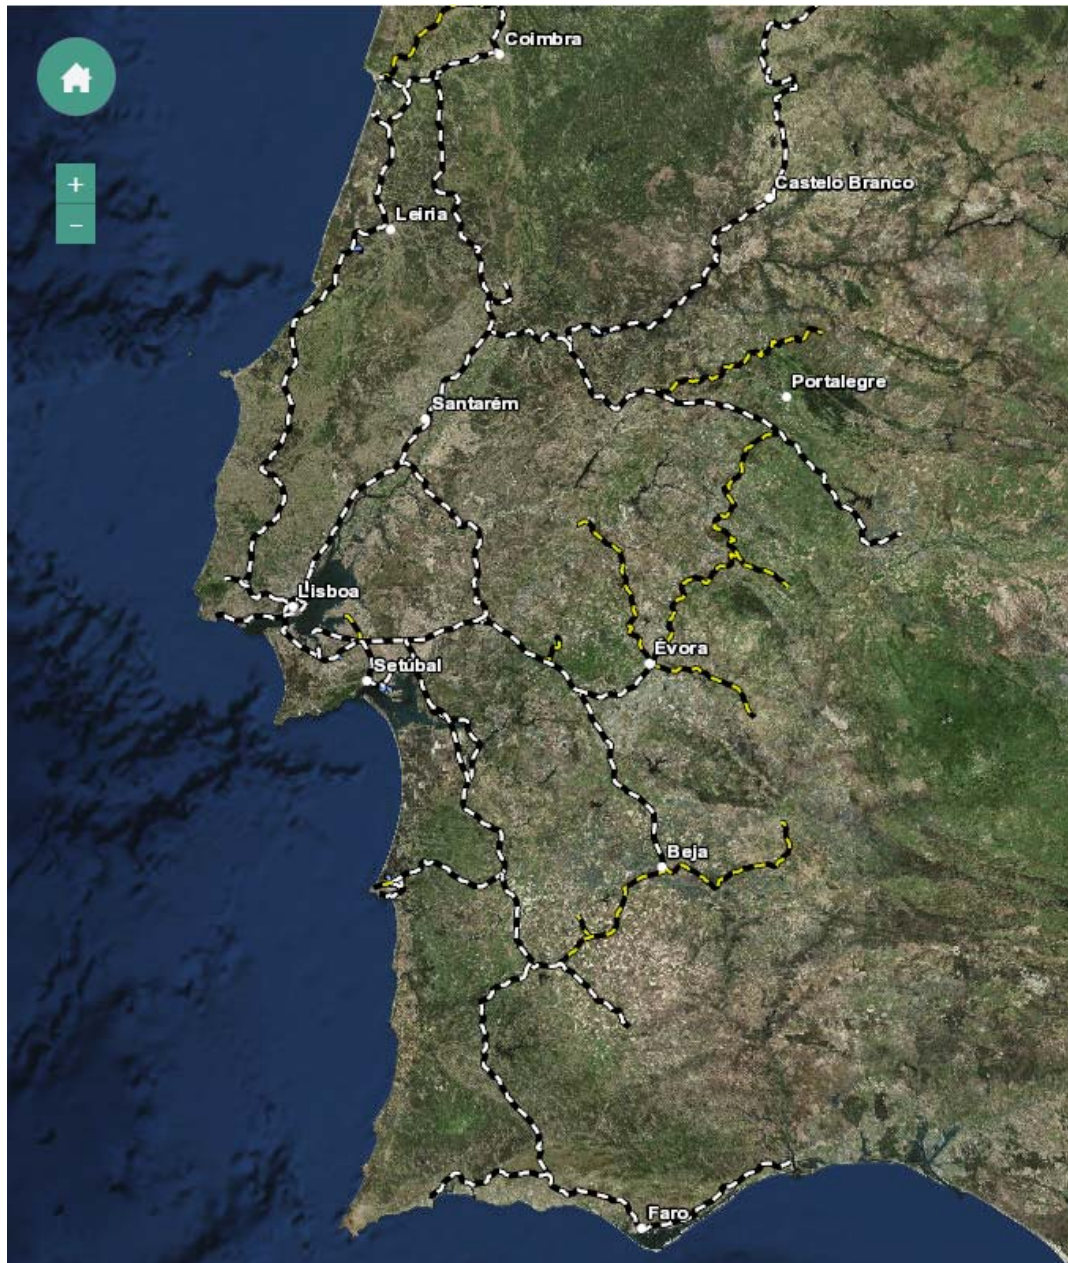 Coimbra
+
Castelo Branco
−
Leiria
Portalegre
Santarém
Lisboa
Évora
Setúbal
Beja
Faro